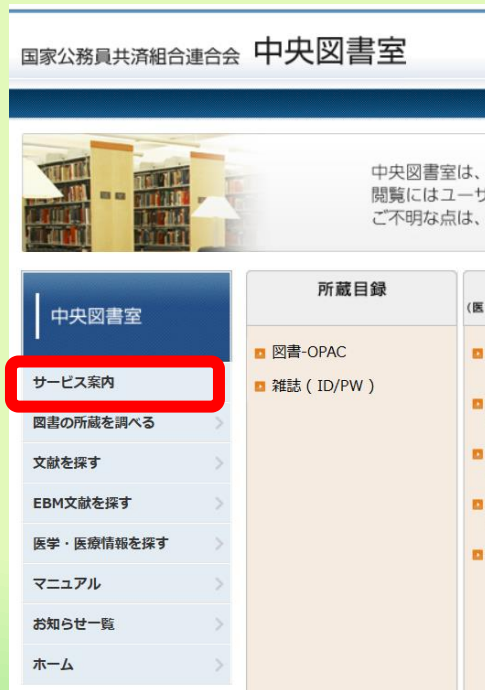 国家公務員共済組合連合会 中央図書室
中央図書室は、
閲覧にはユーサ
ご不明な点は、
中央図書室
サービス案内
図書の所蔵を調べる
文献を探す
EBM文献を探す
医学・医療情報を探す
マニュアル
お知らせ一覧
ホーム
所蔵目録
図書-OPAC
雑誌 ( ID/PW )
(医